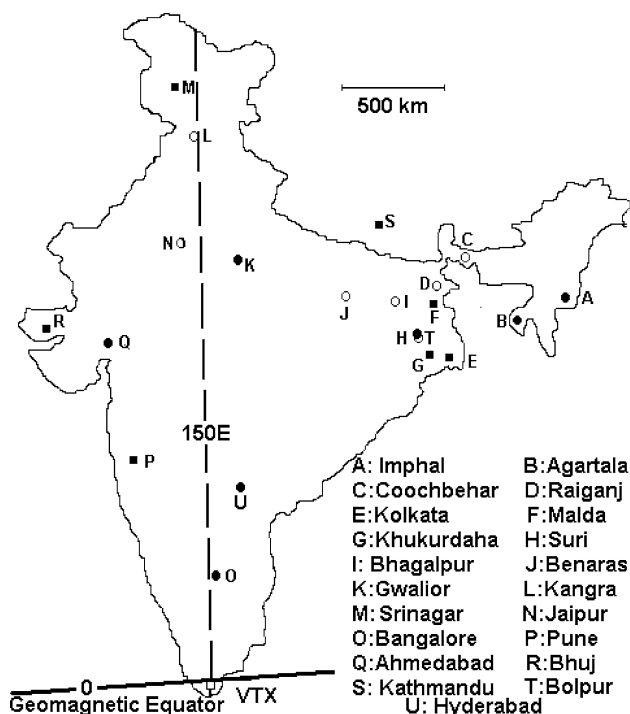 M
500 km
L
S
C
N
K
D
I
J
F
A
B
R
Q
H T
G E
150E
P
U
O
A: Imphal B:Agartala
C:Coochbehar D:Raiganj
E:Kolkata F:Malda
G:Khukurdaha H:Suri
I: Bhagalpur J:Benaras
K:Gwalior L:Kangra
M: Srinagar N:Jaipur
O:Bangalore P:Pune
Q:Ahmedabad R:Bhuj
S: Kathmandu T:Bolpur
U: Hyderabad
0
Geomagnetic Equator VTX